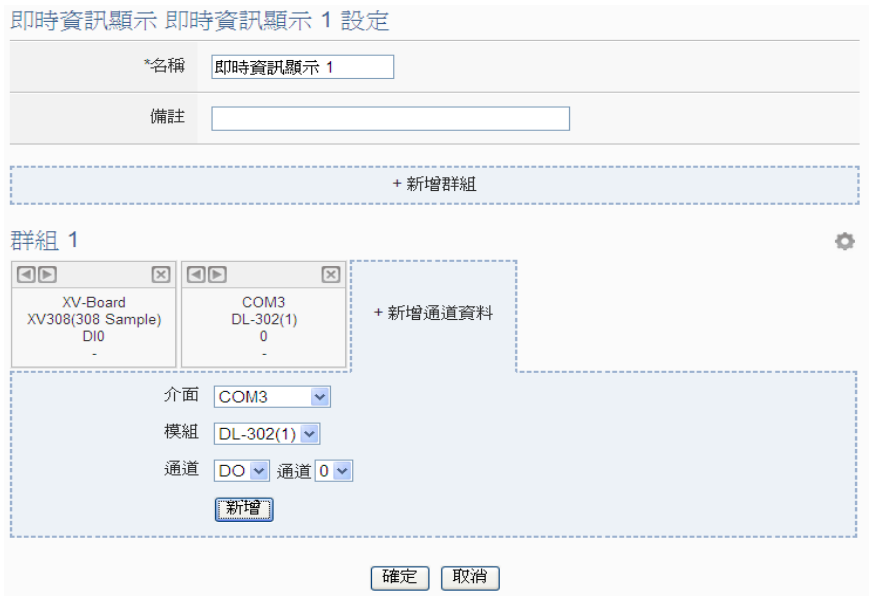 即時資訊顯示 即時資訊顯示 1 設定
*名稱 即時資訊顯示 1
備註
+ 新增群組
群組 1
XV-Board
XV308(308 Sample)
DI0
-
COM3
DL-302(1)
0
-
+ 新增通道資料
介面 COM3
模組 DL-302(1)
通道 DO 通道 0
新增
確定 取消